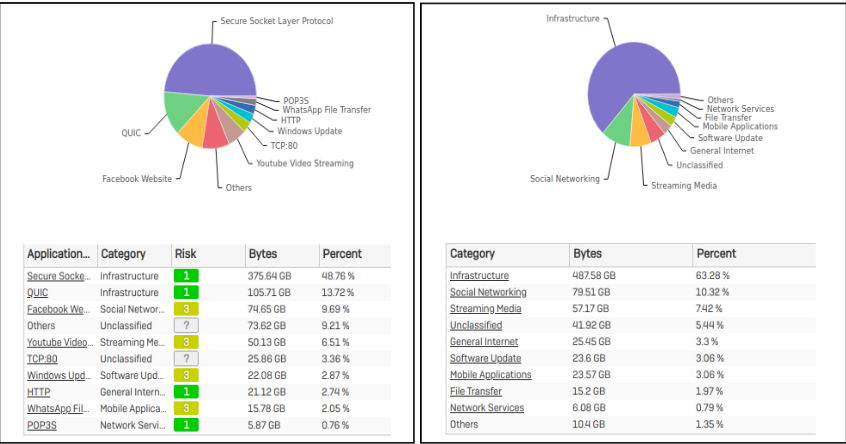 Secure Socket Layer Protocol
POP3S
WhatsApp File Transfer
HTTP
Windows Update
TCP:80
Youtube Video Streaming
Others
Facebook Website
QUIC
Application... Category Risk Bytes Percent
Secure Socke... Infrastructure 1 375.64 GB 48.76 %
QUIC Infrastructure 1 105.71 GB 13.72 %
Facebook We... Social Networ... 3 74.65 GB 9.69 %
Others Unclassified ? 73.62 GB 9.21 %
Youtube Video... Streaming Me... 3 50.13 GB 6.51 %
TCP:80 Unclassified ? 25.86 GB 3.36 %
Windows Upd... Software Upd... 3 22.08 GB 2.87 %
HTTP General Intern... 1 21.12 GB 2.74 %
WhatsApp Fil... Mobile Applica... 3 15.78 GB 2.05 %
POP3S Network Servi... 1 5.87 GB 0.76 %
Infrastructure
Others
Network Services
File Transfer
Mobile Applications
Software Update
General Internet
Unclassified
Streaming Media
Social Networking
Category Bytes Percent
Infrastructure 487.58 GB 63.28 %
Social Networking 79.51 GB 10.32 %
Streaming Media 57.17 GB 7.42 %
Unclassified 41.92 GB 5.44 %
General Internet 25.45 GB 3.3 %
Software Update 23.6 GB 3.06 %
Mobile Applications 23.57 GB 3.06 %
File Transfer 15.2 GB 1.97 %
Network Services 6.08 GB 0.79 %
Others 10.4 GB 1.35 %